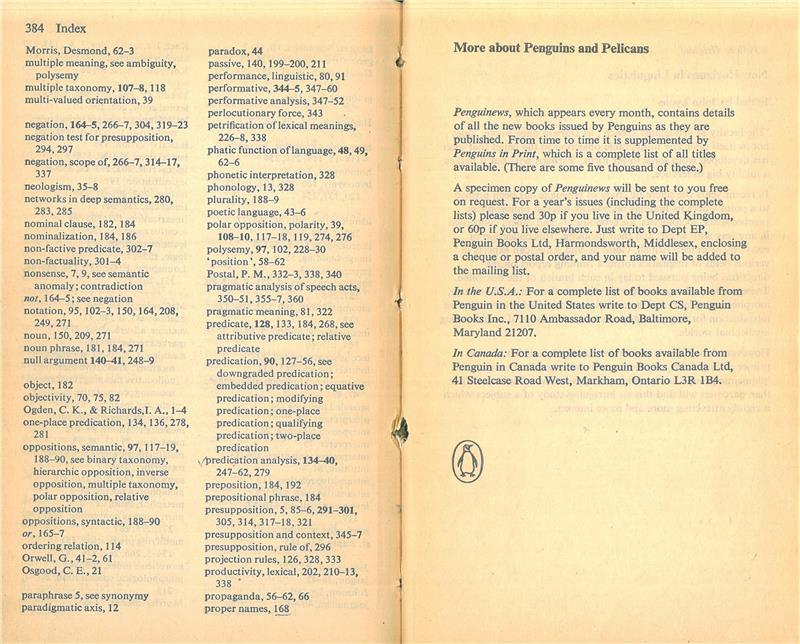 384 Index
Morris, Desmond, 62–3
multiple meaning, see ambiguity,
polysemy
multiple taxonomy, 107–8, 118
multi-valued orientation, 39
negation, 164–5, 266–7, 304, 319–23
negation test for presupposition,
294, 297
negation, scope of, 266–7, 314–17,
337
neologism, 35–8
networks in deep semantics, 280,
283, 285
nominal clause, 182, 184
nominalization, 184, 186
non-factive predicate, 302–7
non-factuality, 301–4
nonsense, 7, 9, see semantic
anomaly; contradiction
not, 164–5; see negation
notation, 95, 102–3, 150, 164, 208,
249, 271
noun, 150, 209, 271
noun phrase, 181, 184, 271
null argument 140–41, 248–9
object, 182
objectivity, 70, 75, 82
Ogden, C. K., & Richards, I. A., 1–4
one-place predication, 134, 136, 278,
281
oppositions, semantic, 97, 117–19,
188–90, see binary taxonomy,
hierarchic opposition, inverse
opposition, multiple taxonomy,
polar opposition, relative
opposition
oppositions, syntactic, 188–90
or, 165–7
ordering relation, 114
Orwell, G., 41–2, 61
Osgood, C. E., 21
paraphrase 5, see synonymy
paradigmatic axis, 12
paradox, 44
passive, 140, 199–200, 211
performance, linguistic, 80, 91
performative, 344–5, 347–60
performative analysis, 347–52
perlocutionary force, 343
petrification of lexical meanings,
226–8, 338
phatic function of language, 48, 49,
62–6
phonetic interpretation, 328
phonology, 13, 328
plurality, 188–9
poetic language, 43–6
polar opposition, polarity, 39,
108–10, 117–18, 119, 274, 276
polysemy, 97, 102, 228–30
'position', 58–62
Postal, P. M., 332–3, 338, 340
pragmatic analysis of speech acts,
350–51, 355–7, 360
pragmatic meaning, 81, 322
predicate, 128, 133, 184, 268, see
attributive predicate; relative
predicate
predication, 90, 127–56, see
downgraded predication;
embedded predication; equative
predication; modifying
predication; one-place
predication; qualifying
predication; two-place
predication
predication analysis, 134–40,
247–62, 279
preposition, 184, 192
prepositional phrase, 184
presupposition, 5, 85–6, 291–301,
305, 314, 317–18, 321
presupposition and context, 345–7
presupposition, rule of, 296
projection rules, 126, 328, 333
productivity, lexical, 202, 210–13,
338
propaganda, 56–62, 66
proper names, 168
More about Penguins and Pelicans
Penguinews, which appears every month, contains details
of all the new books issued by Penguins as they are
published. From time to time it is supplemented by
Penguins in Print, which is a complete list of all titles
available. (There are some five thousand of these.)
A specimen copy of Penguinews will be sent to you free
on request. For a year's issues (including the complete
lists) please send 30p if you live in the United Kingdom,
or 60p if you live elsewhere. Just write to Dept EP,
Penguin Books Ltd, Harmondsworth, Middlesex, enclosing
a cheque or postal order, and your name will be added to
the mailing list.
In the U.S.A.: For a complete list of books available from
Penguin in the United States write to Dept CS, Penguin
Books Inc., 7110 Ambassador Road, Baltimore,
Maryland 21207.
In Canada: For a complete list of books available from
Penguin in Canada write to Penguin Books Canada Ltd,
41 Steelcase Road West, Markham, Ontario L3R 1B4.